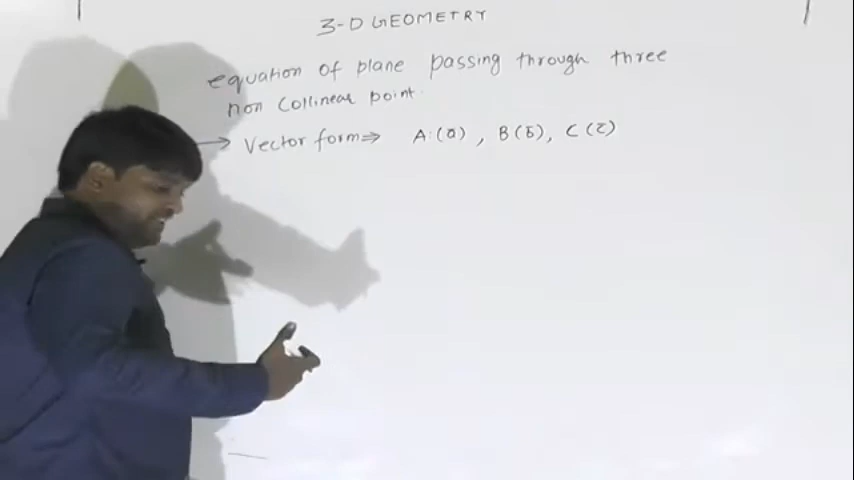 3-D GEOMETRY
equation of plane passing through three
non collinear point.
→ Vector form ⇒ A:(ā), B(b̄), C(c̄)